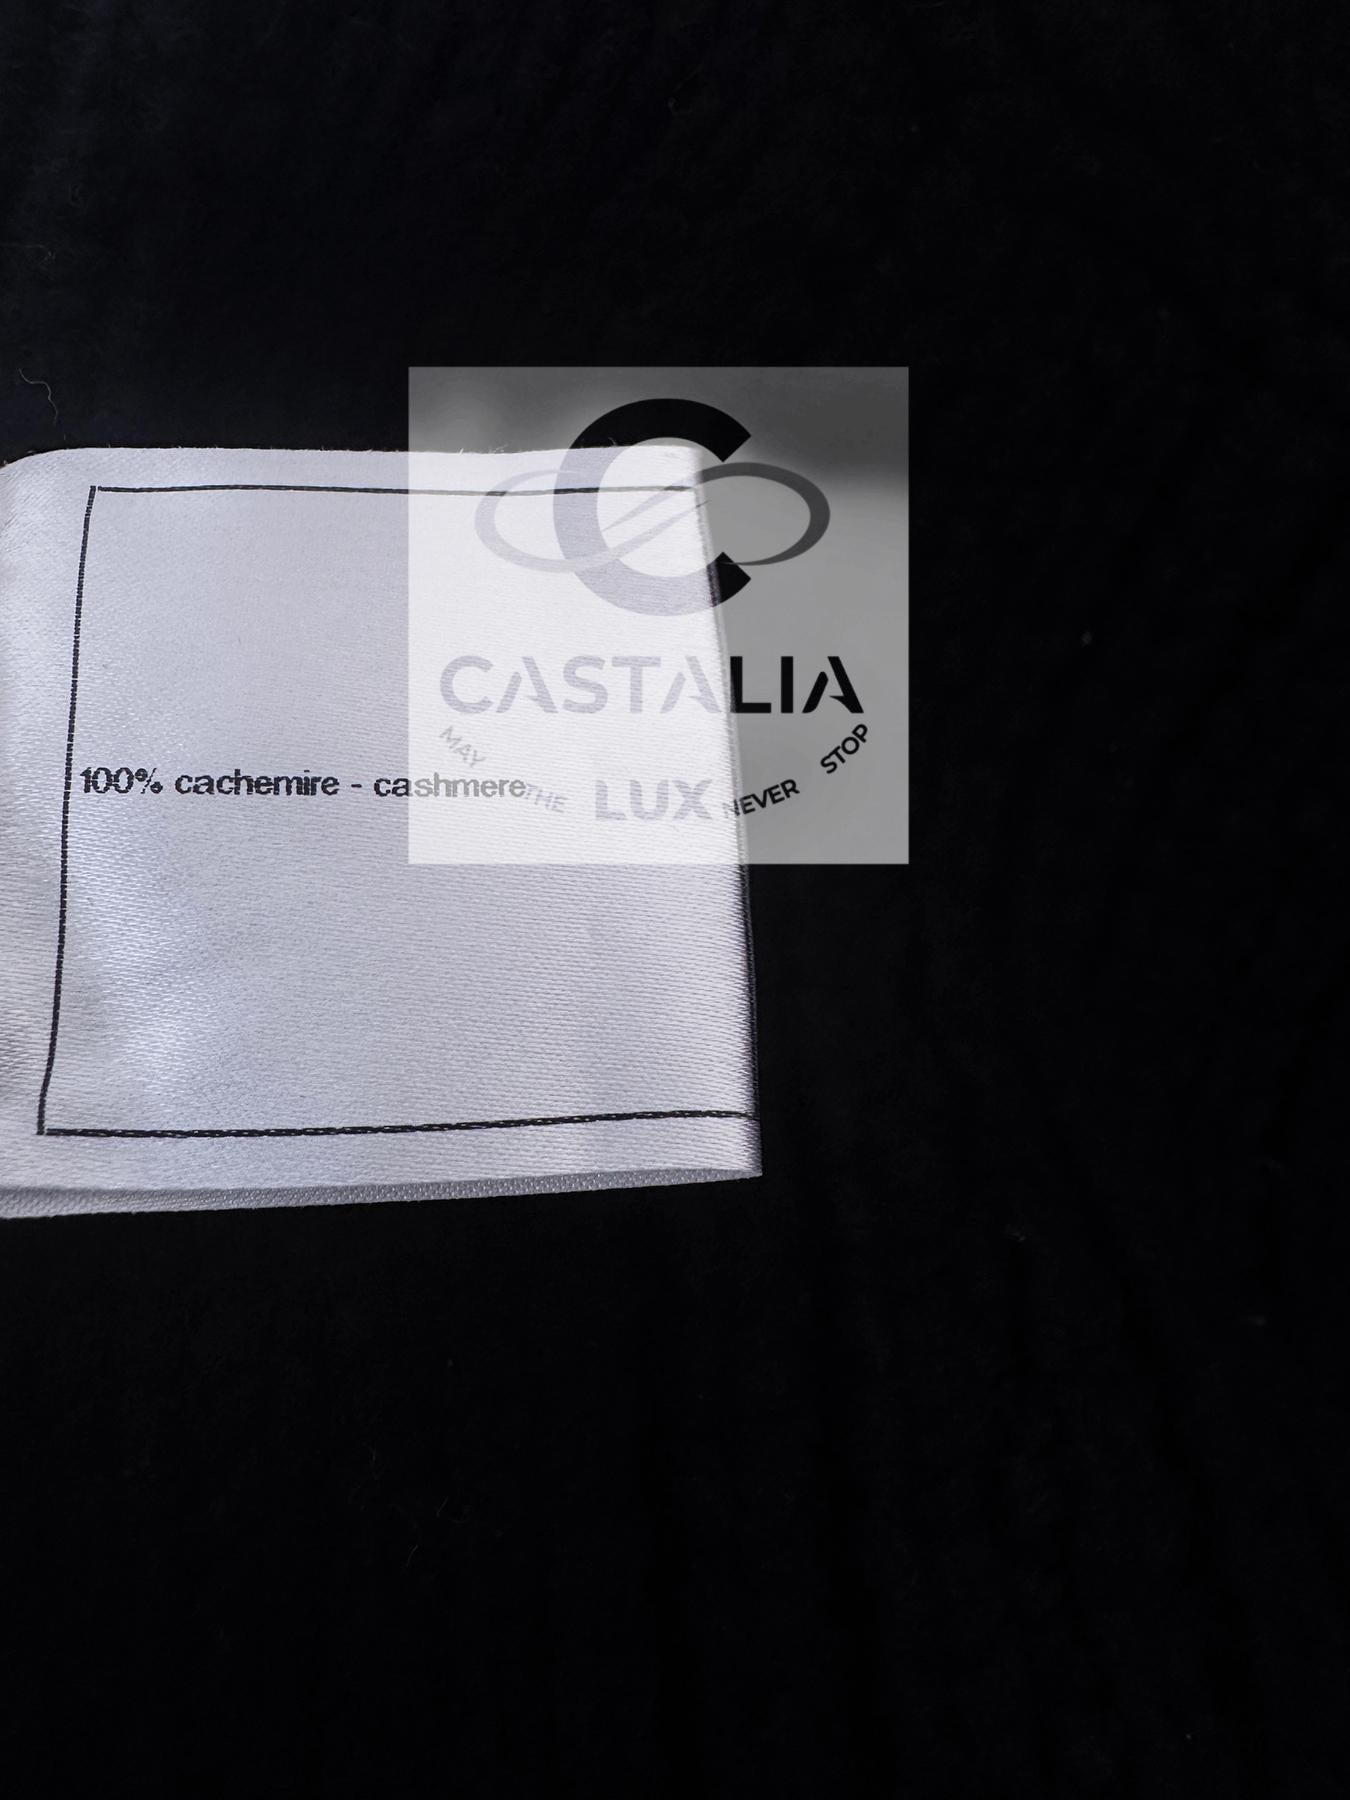 CASTALIA
MAY THE LUX NEVER STOP
100% cachemire - cashmere